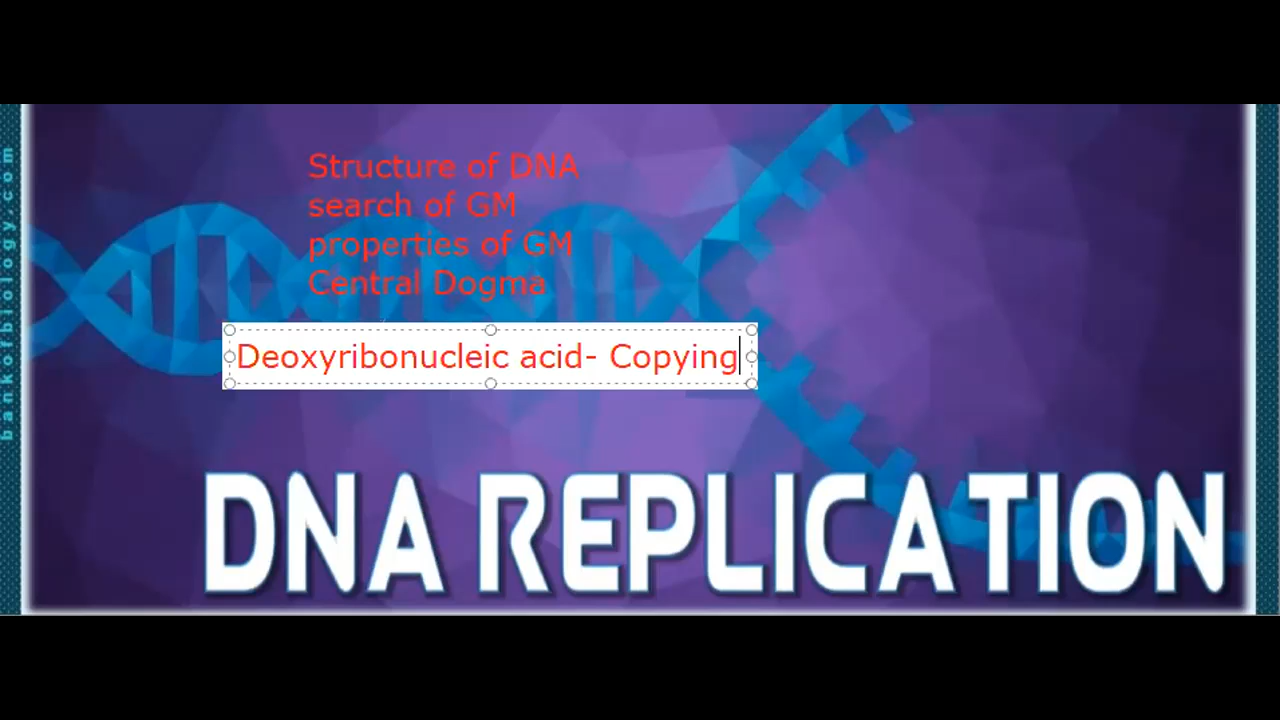 Structure of DNA
search of GM
properties of GM
Central Dogma
Deoxyribonucleic acid- Copying
DNA REPLICATION
bankofbiology.com